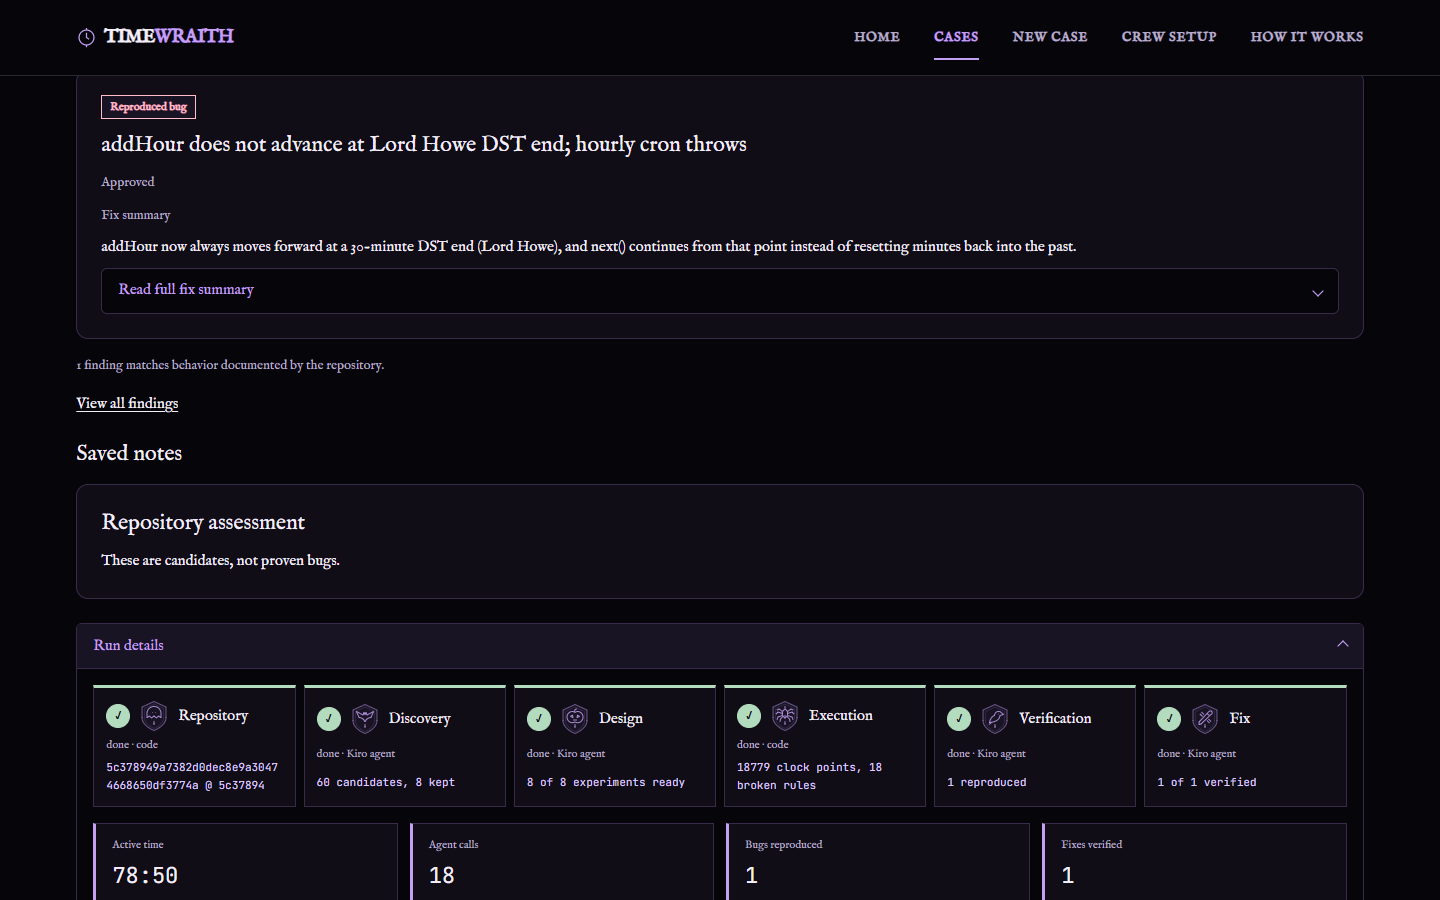 TIMEWRAITH
HOME CASES NEW CASE CREW SETUP HOW IT WORKS
Reproduced bug
addHour does not advance at Lord Howe DST end; hourly cron throws
Approved
Fix summary
addHour now always moves forward at a 30-minute DST end (Lord Howe), and next() continues from that point instead of resetting minutes back into the past.
Read full fix summary
1 finding matches behavior documented by the repository.
View all findings
Saved notes
Repository assessment
These are candidates, not proven bugs.
Run details
Repository
done · code
5c378949a7382d0dec8e9a3047
4668650df3774a @ 5c37894
Discovery
done · Kiro agent
60 candidates, 8 kept
Design
done · Kiro agent
8 of 8 experiments ready
Execution
done · code
18779 clock points, 18
broken rules
Verification
done · Kiro agent
1 reproduced
Fix
done · Kiro agent
1 of 1 verified
Active time
78:50
Agent calls
18
Bugs reproduced
1
Fixes verified
1